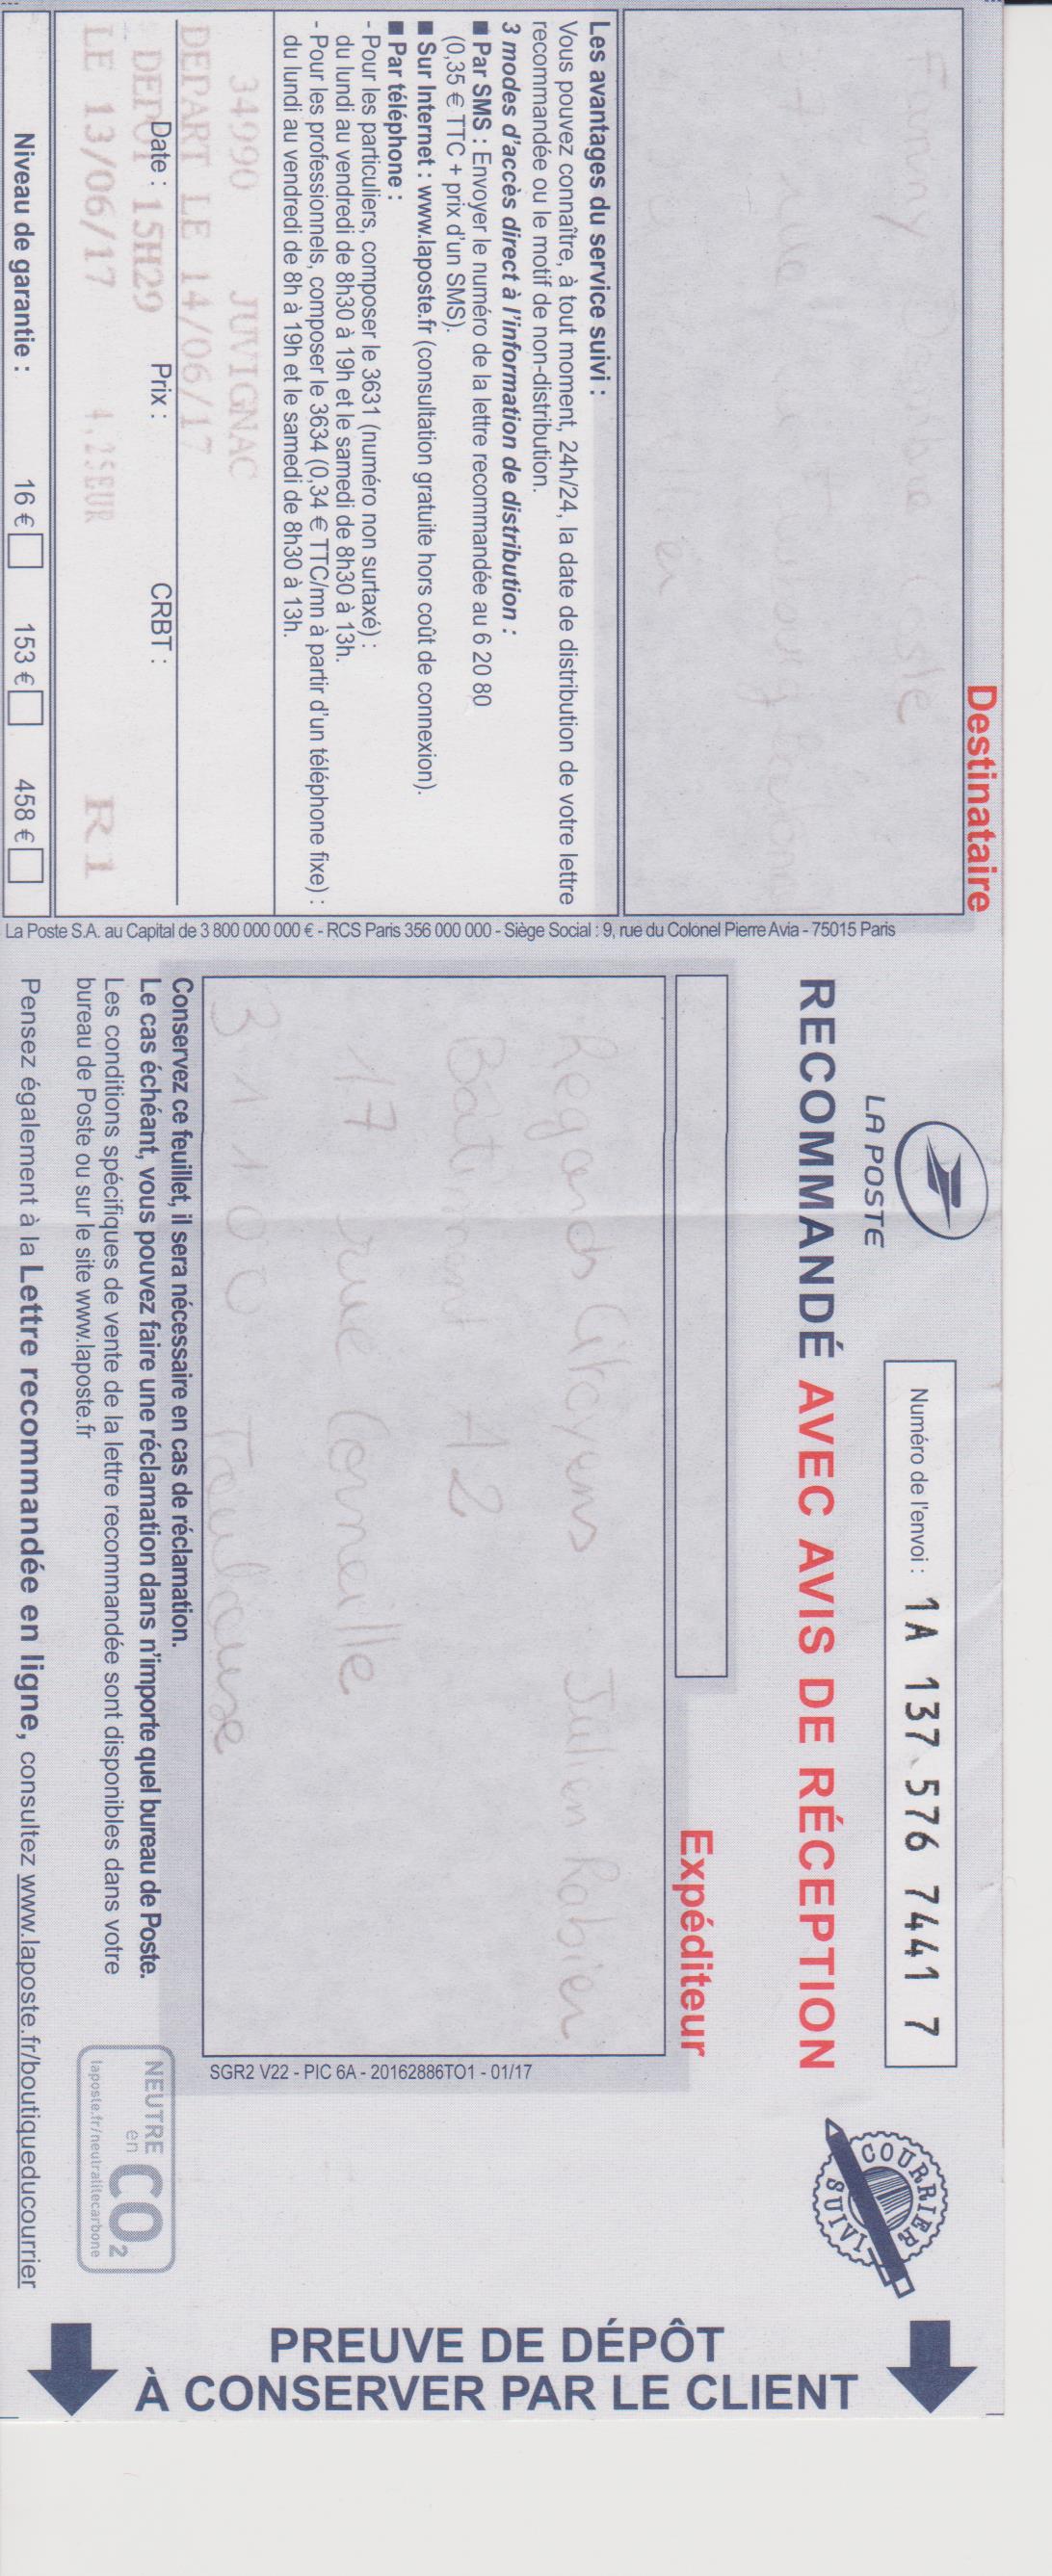 LA POSTE
Numéro de l'envoi : 1A 137 576 7441 7
RECOMMANDÉ AVEC AVIS DE RÉCEPTION
COURRIER SUIVI
Destinataire
Les avantages du service suivi :
Vous pouvez connaître, à tout moment, 24h/24, la date de distribution de votre lettre
recommandée ou le motif de non-distribution.
3 modes d'accès direct à l'information de distribution :
■ Par SMS : Envoyer le numéro de la lettre recommandée au 6 20 80
(0,35 € TTC + prix d'un SMS).
■ Sur Internet : www.laposte.fr (consultation gratuite hors coût de connexion).
■ Par téléphone :
- Pour les particuliers, composer le 3631 (numéro non surtaxé) :
du lundi au vendredi de 8h30 à 19h et le samedi de 8h30 à 13h.
- Pour les professionnels, composer le 3634 (0,34 € TTC/mn à partir d'un téléphone fixe) :
du lundi au vendredi de 8h à 19h et le samedi de 8h30 à 13h.
34990 JUVIGNAC
DEPART LE 14/06/17
Date : Prix : CRBT :
DEPOT 15H29
LE 13/06/17 4,25EUR R1
Niveau de garantie : 16 € 153 € 458 €
La Poste S.A. au Capital de 3 800 000 000 € - RCS Paris 356 000 000 - Siège Social : 9, rue du Colonel Pierre Avia - 75015 Paris
Expéditeur
Regards Citoyens Julien Rabier
Batiment 12
17 rue Corneille
31100 Toulouse
SGR2 V22 - PIC 6A - 20162886TO1 - 01/17
Conservez ce feuillet, il sera nécessaire en cas de réclamation.
Le cas échéant, vous pouvez faire une réclamation dans n'importe quel bureau de Poste.
Les conditions spécifiques de vente de la lettre recommandée sont disponibles dans votre
bureau de Poste ou sur le site www.laposte.fr
Pensez également à la Lettre recommandée en ligne, consultez www.laposte.fr/boutiqueducourrier
NEUTRE
en CO2
laposte.fr/neutralitecarbone
PREUVE DE DÉPÔT
À CONSERVER PAR LE CLIENT